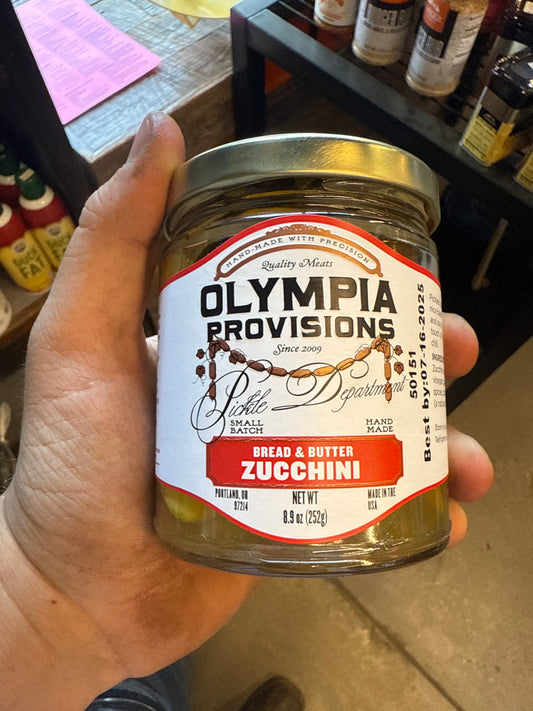 HAND-MADE WITH PRECISION
Quality Meats
OLYMPIA
PROVISIONS
Since 2009
Pickle Department
SMALL
BATCH
HAND
MADE
BREAD & BUTTER
ZUCCHINI
PORTLAND, OR
97214
NET WT
8.9 oz (252g)
MADE IN THE
USA
50151
Best by:07-16-2025